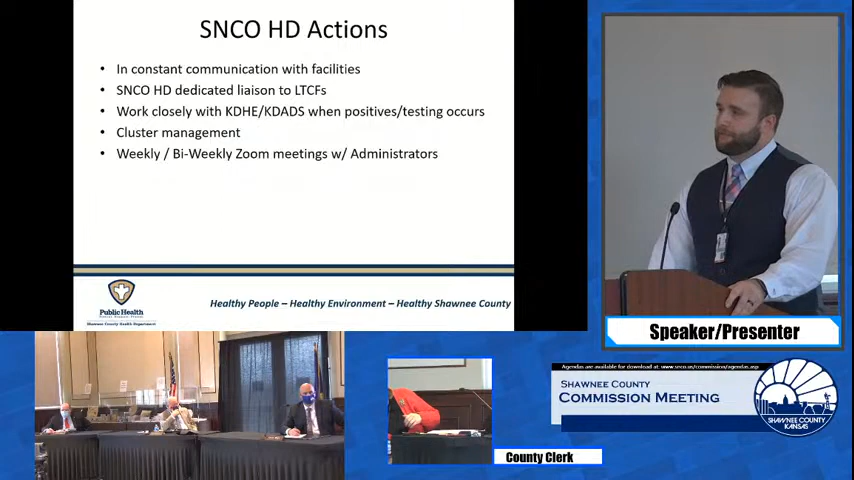 SNCO HD Actions
• In constant communication with facilities
• SNCO HD dedicated liaison to LTCFs
• Work closely with KDHE/KDADS when positives/testing occurs
• Cluster management
• Weekly / Bi-Weekly Zoom meetings w/ Administrators
Public Health
Shawnee County Health Department
Healthy People – Healthy Environment – Healthy Shawnee County
Speaker/Presenter
Agendas are available for download at: www.snco.us/commission/agendas.asp
SHAWNEE COUNTY
COMMISSION MEETING
SHAWNEE COUNTY
KANSAS
County Clerk